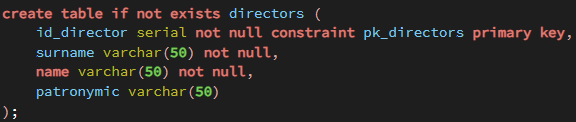 create table if not exists directors (
    id_director serial not null constraint pk_directors primary key,
    surname varchar(50) not null,
    name varchar(50) not null,
    patronymic varchar(50)
);